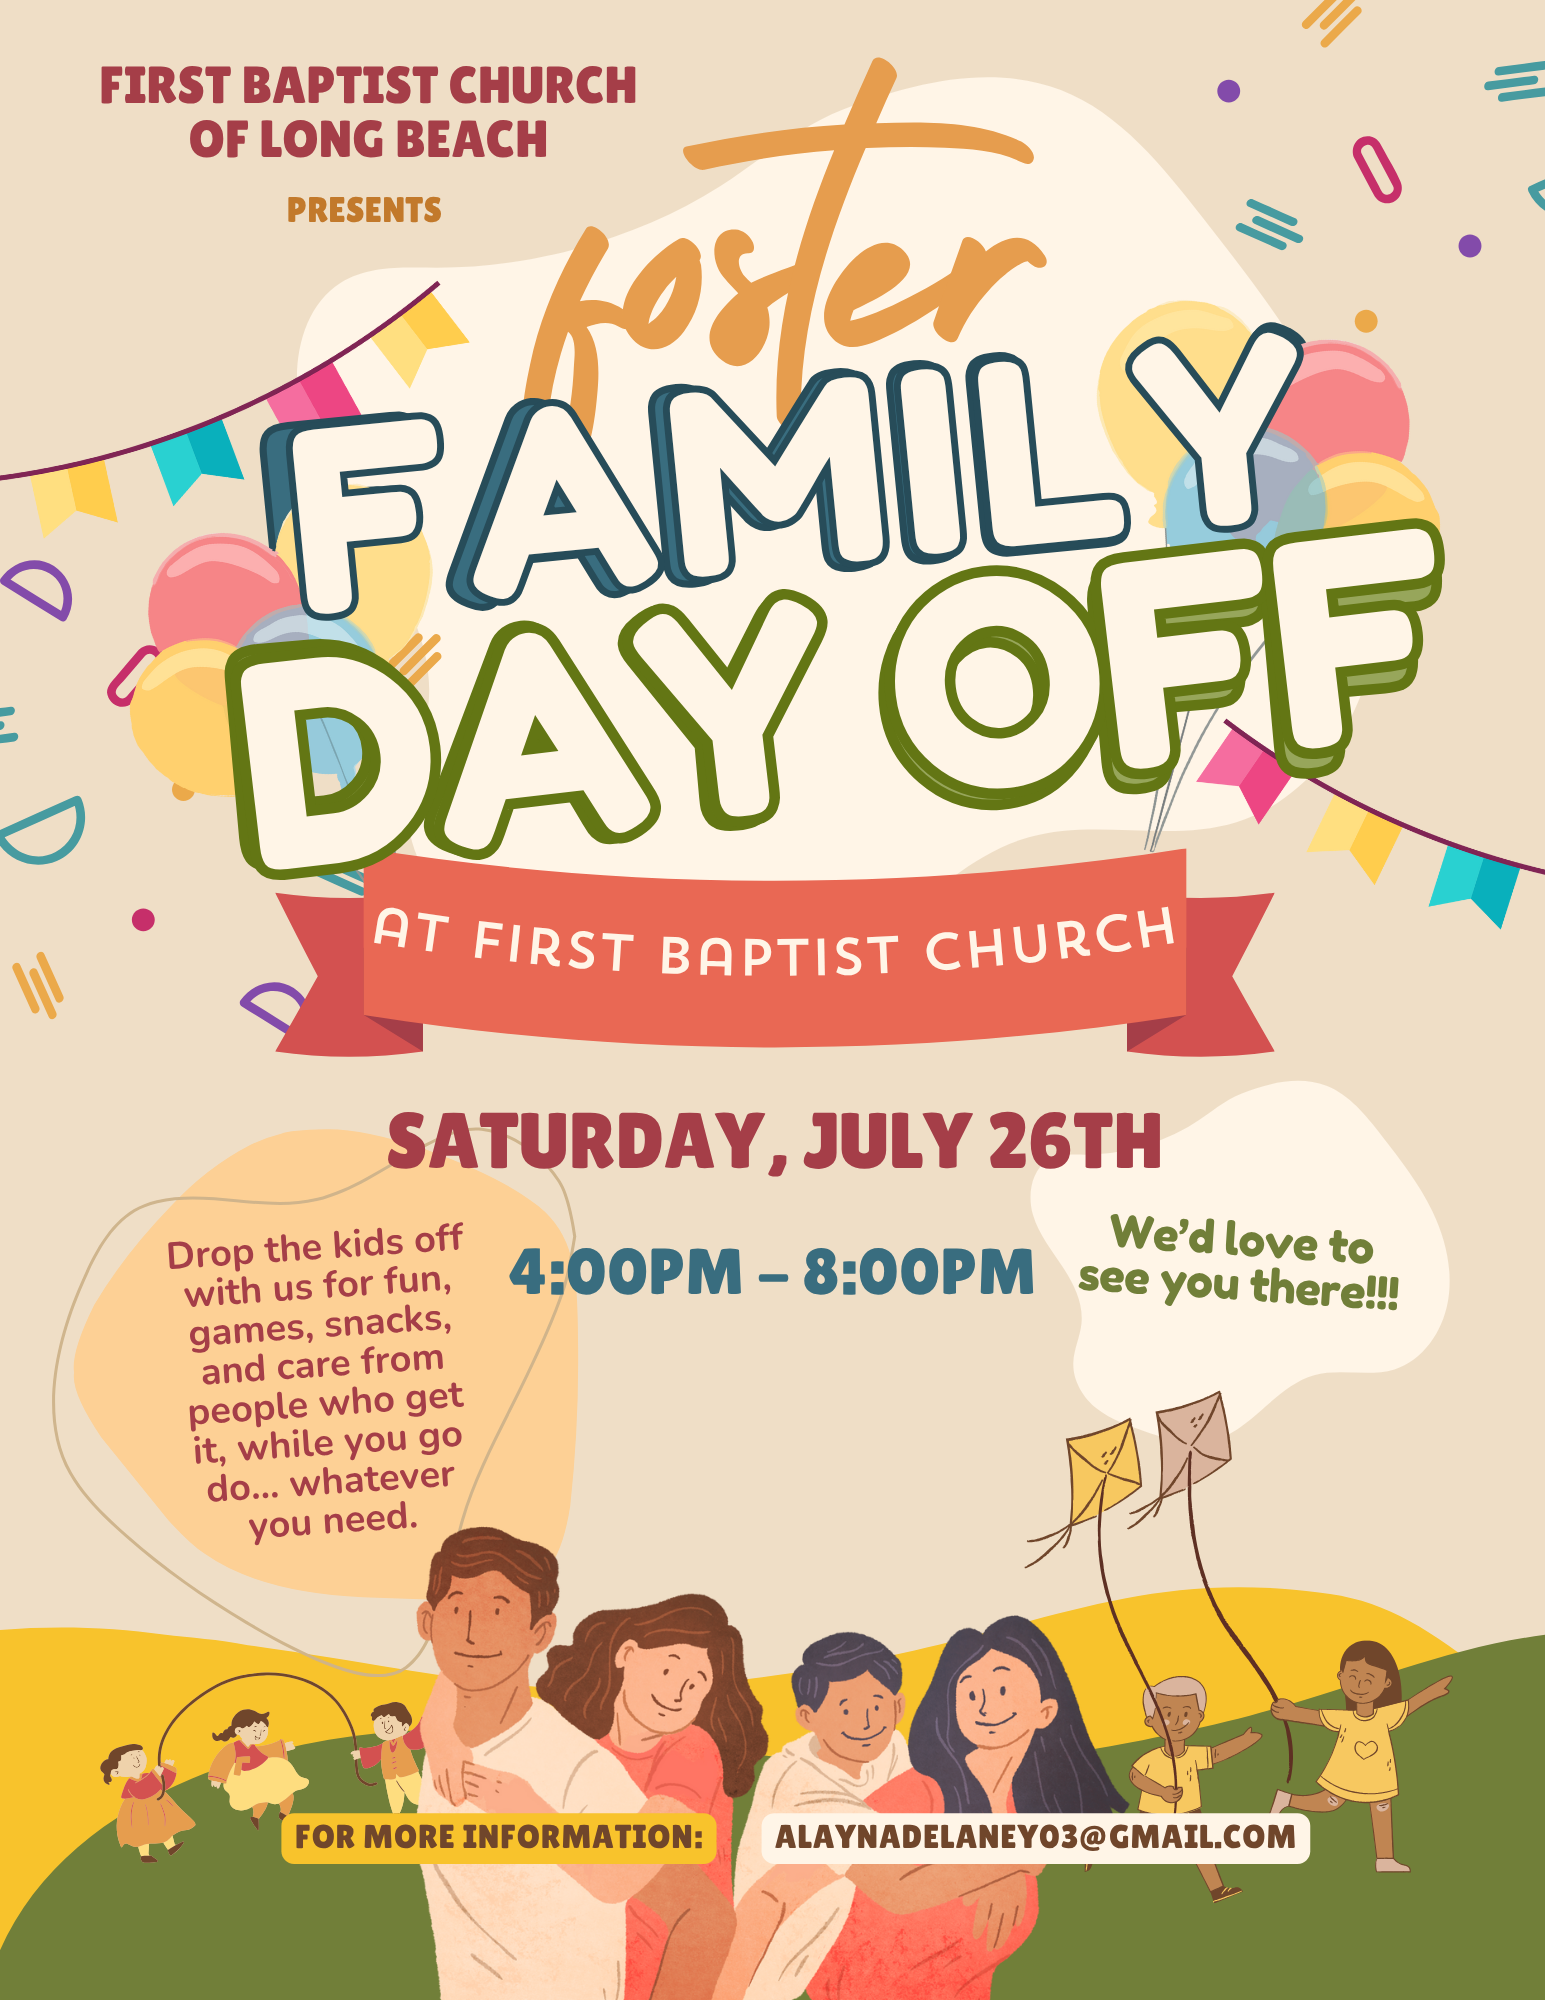 FIRST BAPTIST CHURCH
OF LONG BEACH
PRESENTS
foster
FAMILY
DAY OFF
AT FIRST BAPTIST CHURCH
SATURDAY, JULY 26TH
4:00PM – 8:00PM
Drop the kids off
with us for fun,
games, snacks,
and care from
people who get
it, while you go
do... whatever
you need.
We'd love to
see you there!!!
FOR MORE INFORMATION:
ALAYNADELANEY03@GMAIL.COM